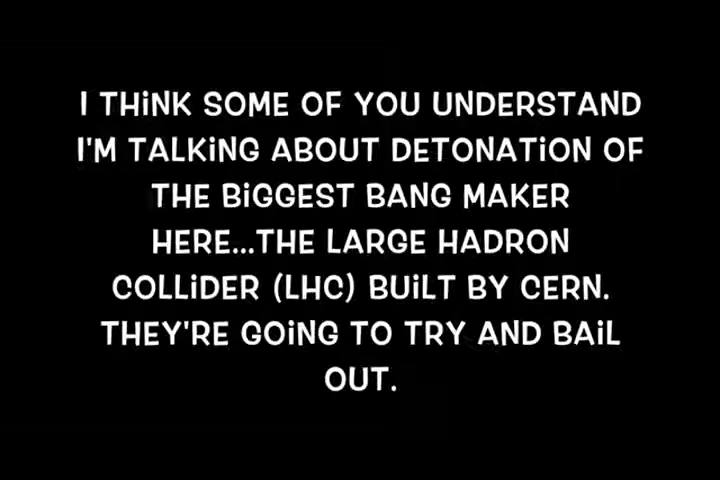 I THiNK SOME OF YOU UNDERSTAND
I'M TALKiNG ABOUT DETONATiON OF
THE BiGGEST BANG MAKER
HERE...THE LARGE HADRON
COLLiDER (LHC) BUiLT BY CERN.
THEY'RE GOiNG TO TRY AND BAiL
OUT.